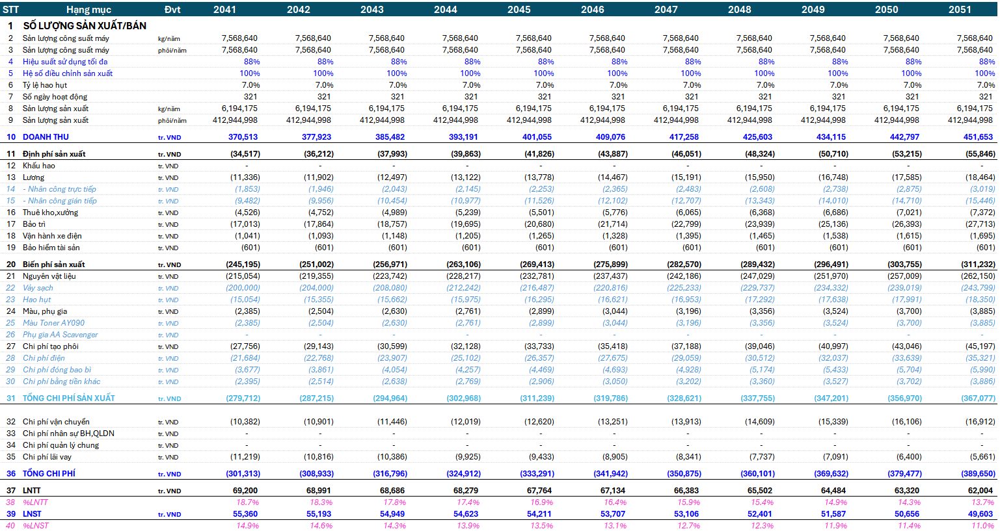 STT Hạng mục Đvt 2041 2042 2043 2044 2045 2046 2047 2048 2049 2050 2051
1 SỐ LƯỢNG SẢN XUẤT/BÁN
2 Sản lượng công suất máy kg/năm 7,568,640 7,568,640 7,568,640 7,568,640 7,568,640 7,568,640 7,568,640 7,568,640 7,568,640 7,568,640 7,568,640
3 Sản lượng công suất máy phôi/năm 7,568,640 7,568,640 7,568,640 7,568,640 7,568,640 7,568,640 7,568,640 7,568,640 7,568,640 7,568,640 7,568,640
4 Hiệu suất sử dụng tối đa 88% 88% 88% 88% 88% 88% 88% 88% 88% 88% 88%
5 Hệ số điều chỉnh sản xuất 100% 100% 100% 100% 100% 100% 100% 100% 100% 100% 100%
6 Tỷ lệ hao hụt 7.0% 7.0% 7.0% 7.0% 7.0% 7.0% 7.0% 7.0% 7.0% 7.0% 7.0%
7 Số ngày hoạt động 321 321 321 321 321 321 321 321 321 321 321
8 Sản lượng sản xuất kg/năm 6,194,175 6,194,175 6,194,175 6,194,175 6,194,175 6,194,175 6,194,175 6,194,175 6,194,175 6,194,175 6,194,175
9 Sản lượng sản xuất phôi/năm 412,944,998 412,944,998 412,944,998 412,944,998 412,944,998 412,944,998 412,944,998 412,944,998 412,944,998 412,944,998 412,944,998
10 DOANH THU tr. VND 370,513 377,923 385,482 393,191 401,055 409,076 417,258 425,603 434,115 442,797 451,653
11 Định phí sản xuất tr. VND (34,517) (36,212) (37,993) (39,863) (41,826) (43,887) (46,051) (48,324) (50,710) (53,215) (55,846)
12 Khấu hao tr. VND - - - - - - - - - - -
13 Lương tr. VND (11,336) (11,902) (12,497) (13,122) (13,778) (14,467) (15,191) (15,950) (16,748) (17,585) (18,464)
14 - Nhân công trực tiếp tr. VND (1,853) (1,946) (2,043) (2,145) (2,253) (2,365) (2,483) (2,608) (2,738) (2,875) (3,019)
15 - Nhân công gián tiếp tr. VND (9,482) (9,956) (10,454) (10,977) (11,526) (12,102) (12,707) (13,343) (14,010) (14,710) (15,446)
16 Thuê kho,xưởng tr. VND (4,526) (4,752) (4,989) (5,239) (5,501) (5,776) (6,065) (6,368) (6,686) (7,021) (7,372)
17 Bảo trì tr. VND (17,013) (17,864) (18,757) (19,695) (20,680) (21,714) (22,799) (23,939) (25,136) (26,393) (27,713)
18 Vận hành xe điện tr. VND (1,041) (1,093) (1,148) (1,205) (1,265) (1,328) (1,395) (1,465) (1,538) (1,615) (1,695)
19 Bảo hiểm tài sản tr. VND (601) (601) (601) (601) (601) (601) (601) (601) (601) (601) (601)
20 Biến phí sản xuất tr. VND (245,195) (251,002) (256,971) (263,106) (269,413) (275,899) (282,570) (289,432) (296,491) (303,755) (311,232)
21 Nguyên vật liệu tr. VND (215,054) (219,355) (223,742) (228,217) (232,781) (237,437) (242,186) (247,029) (251,970) (257,009) (262,150)
22 Vảy sạch tr. VND (200,000) (204,000) (208,080) (212,242) (216,487) (220,816) (225,233) (229,737) (234,332) (239,019) (243,799)
23 Hao hụt tr. VND (15,054) (15,355) (15,662) (15,975) (16,295) (16,621) (16,953) (17,292) (17,638) (17,991) (18,350)
24 Màu, phụ gia tr. VND (2,385) (2,504) (2,630) (2,761) (2,899) (3,044) (3,196) (3,356) (3,524) (3,700) (3,885)
25 Màu Toner AY090 tr. VND (2,385) (2,504) (2,630) (2,761) (2,899) (3,044) (3,196) (3,356) (3,524) (3,700) (3,885)
26 Phụ gia AA Scavenger tr. VND - - - - - - - - - - -
27 Chi phí tạo phôi tr. VND (27,756) (29,143) (30,599) (32,128) (33,733) (35,418) (37,188) (39,046) (40,997) (43,046) (45,197)
28 Chi phí điện tr. VND (21,684) (22,768) (23,907) (25,102) (26,357) (27,675) (29,059) (30,512) (32,037) (33,639) (35,321)
29 Chi phí đóng bao bì tr. VND (3,677) (3,861) (4,054) (4,257) (4,469) (4,693) (4,928) (5,174) (5,433) (5,704) (5,990)
30 Chi phí bằng tiền khác tr. VND (2,395) (2,514) (2,638) (2,769) (2,906) (3,050) (3,202) (3,360) (3,527) (3,702) (3,886)
31 TỔNG CHI PHÍ SẢN XUẤT tr. VND (279,712) (287,215) (294,964) (302,968) (311,239) (319,786) (328,621) (337,755) (347,201) (356,970) (367,077)
32 Chi phí vận chuyển tr. VND (10,382) (10,901) (11,446) (12,019) (12,620) (13,251) (13,913) (14,609) (15,339) (16,106) (16,912)
33 Chi phí nhân sự BH,QLDN tr. VND - - - - - - - - - - -
34 Chi phí quản lý chung tr. VND - - - - - - - - - - -
35 Chi phí lãi vay tr. VND (11,219) (10,816) (10,386) (9,925) (9,433) (8,905) (8,341) (7,737) (7,091) (6,400) (5,661)
36 TỔNG CHI PHÍ tr. VND (301,313) (308,933) (316,796) (324,912) (333,291) (341,942) (350,875) (360,101) (369,632) (379,477) (389,650)
37 LNTT tr. VND 69,200 68,991 68,686 68,279 67,764 67,134 66,383 65,502 64,484 63,320 62,004
38 %LNTT 18.7% 18.3% 17.8% 17.4% 16.9% 16.4% 15.9% 15.4% 14.9% 14.3% 13.7%
39 LNST tr. VND 55,360 55,193 54,949 54,623 54,211 53,707 53,106 52,401 51,587 50,656 49,603
40 %LNST 14.9% 14.6% 14.3% 13.9% 13.5% 13.1% 12.7% 12.3% 11.9% 11.4% 11.0%